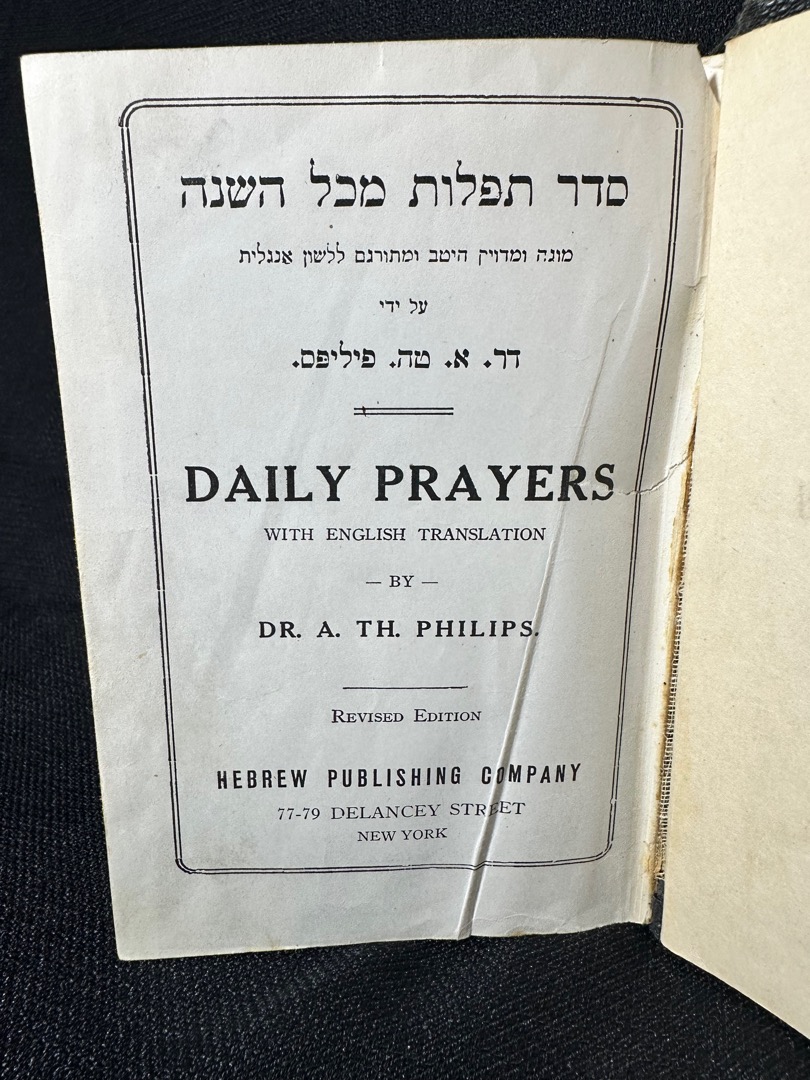 סדר תפלות מכל השנה
מוגה ומדויק היטב ומתורגם ללשון אנגלית
על ידי
דר. א. טה. פיליפס.
DAILY PRAYERS
WITH ENGLISH TRANSLATION
— BY —
DR. A. TH. PHILIPS.
REVISED EDITION
HEBREW PUBLISHING COMPANY
77-79 DELANCEY STREET
NEW YORK